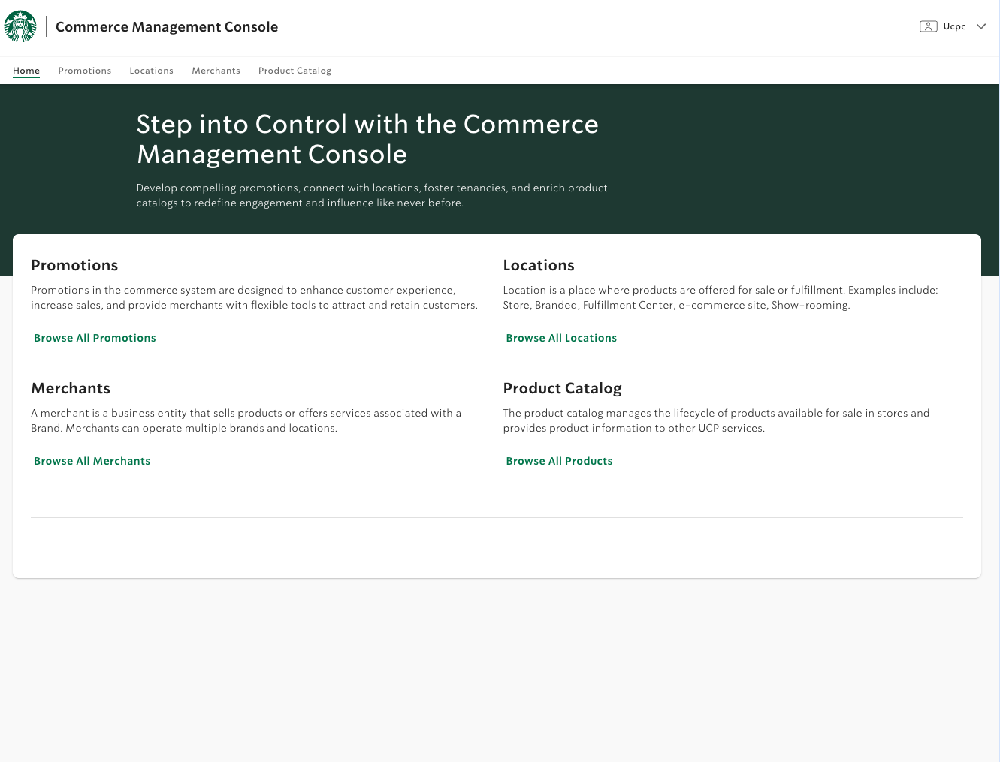 Commerce Management Console
Ucpc
Home
Promotions
Locations
Merchants
Product Catalog
Step into Control with the Commerce
Management Console
Develop compelling promotions, connect with locations, foster tenancies, and enrich product
catalogs to redefine engagement and influence like never before.
Promotions
Promotions in the commerce system are designed to enhance customer experience,
increase sales, and provide merchants with flexible tools to attract and retain customers.
Browse All Promotions
Locations
Location is a place where products are offered for sale or fulfillment. Examples include:
Store, Branded, Fulfillment Center, e-commerce site, Show-rooming.
Browse All Locations
Merchants
A merchant is a business entity that sells products or offers services associated with a
Brand. Merchants can operate multiple brands and locations.
Browse All Merchants
Product Catalog
The product catalog manages the lifecycle of products available for sale in stores and
provides product information to other UCP services.
Browse All Products